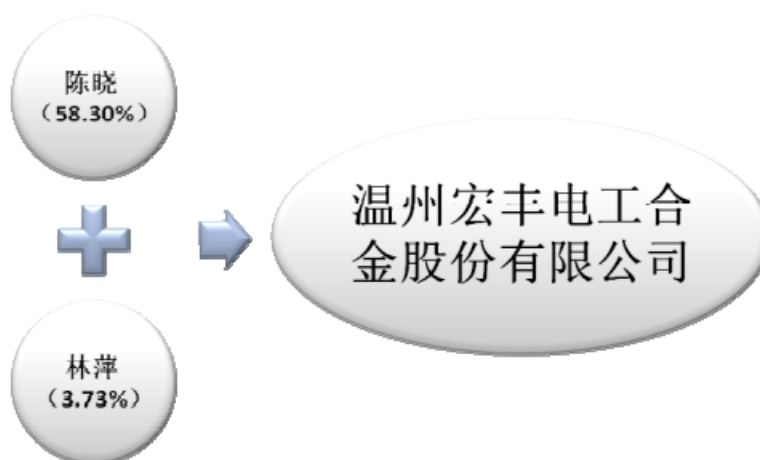 陈晓
（58.30%）
温州宏丰电工合
金股份有限公司
林萍
（3.73%）